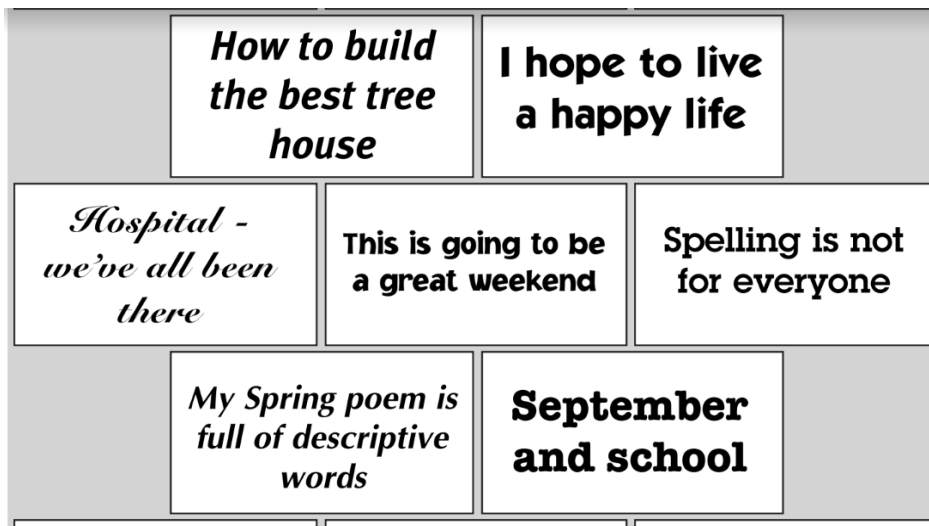 How to build
the best tree
house
I hope to live
a happy life
Hospital -
we've all been
there
This is going to be
a great weekend
Spelling is not
for everyone
My Spring poem is
full of descriptive
words
September
and school